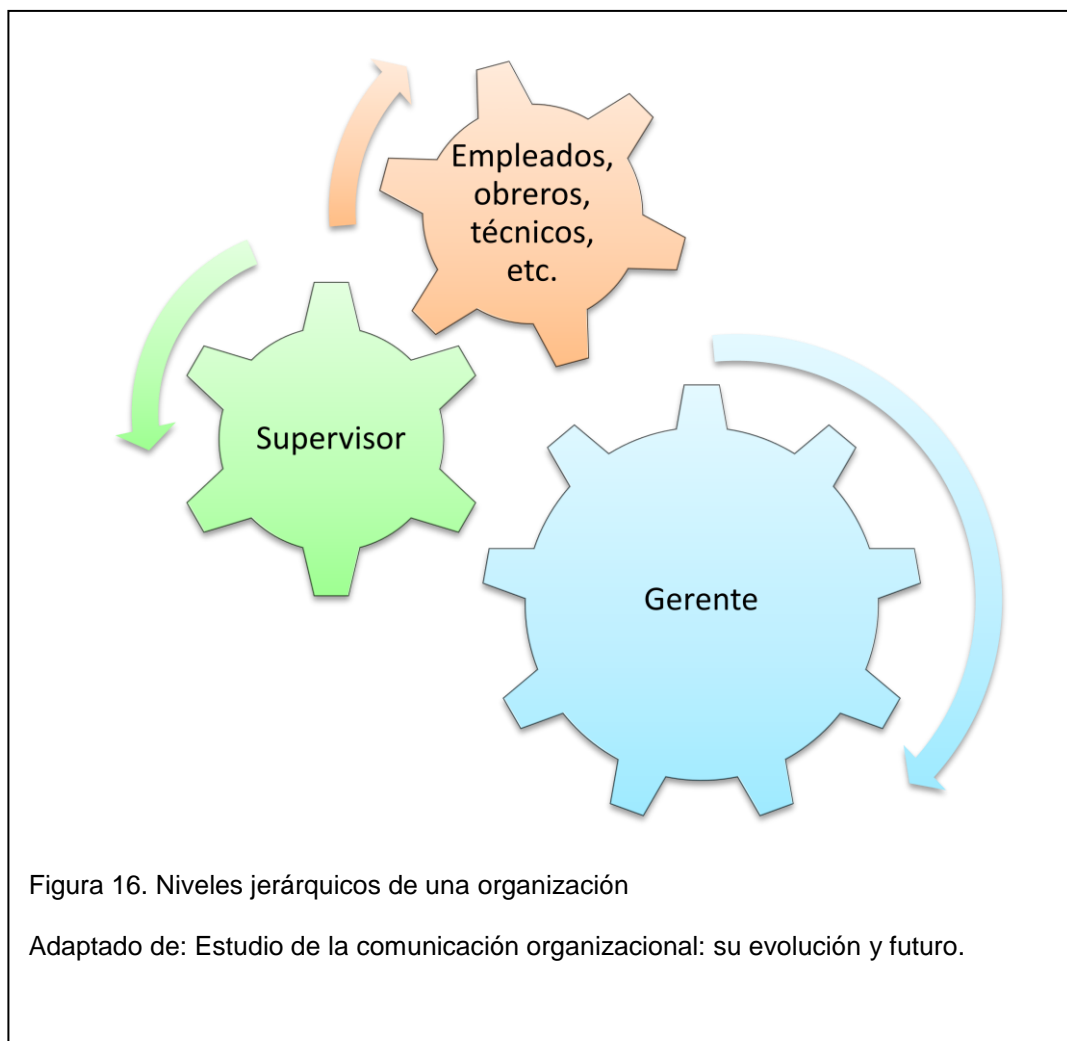 Empleados,
obreros,
técnicos,
etc.
Supervisor
Gerente
Figura 16. Niveles jerárquicos de una organización
Adaptado de: Estudio de la comunicación organizacional: su evolución y futuro.